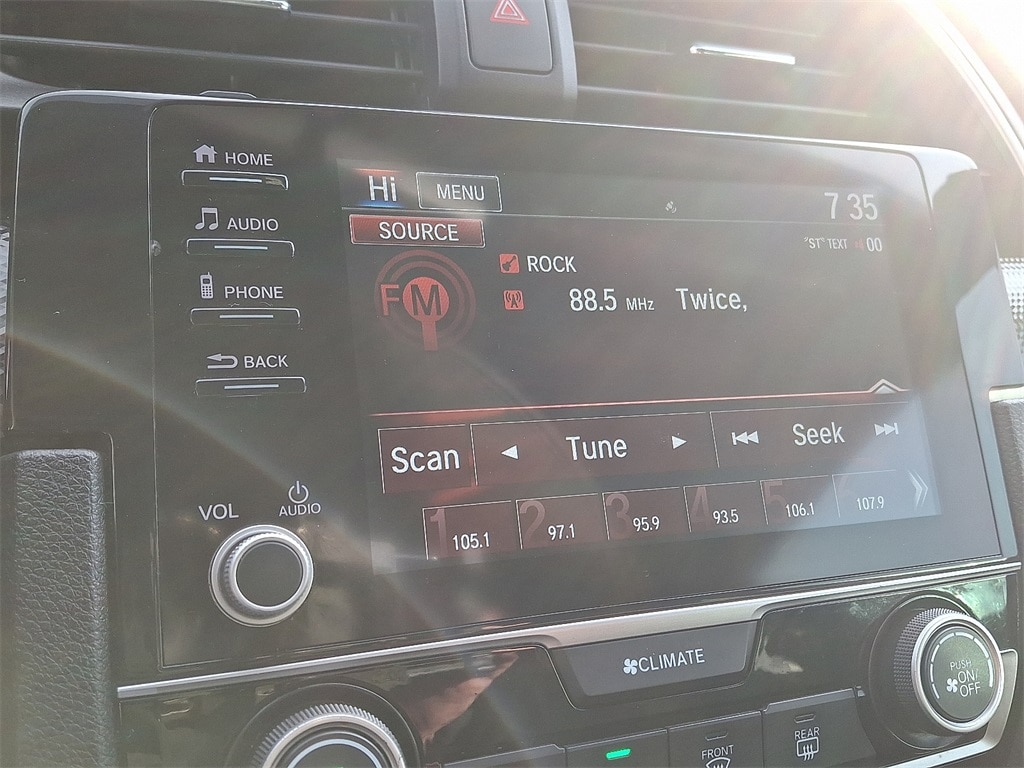 HOME
Hi MENU 7 35
AUDIO
SOURCE
"ST" TEXT 00
ROCK
PHONE
FM 88.5 MHz Twice,
BACK
Scan Tune Seek
VOL AUDIO
1 105.1 2 97.1 3 95.9 4 93.5 5 106.1 107.9
CLIMATE
PUSH
ON/
OFF
FRONT REAR